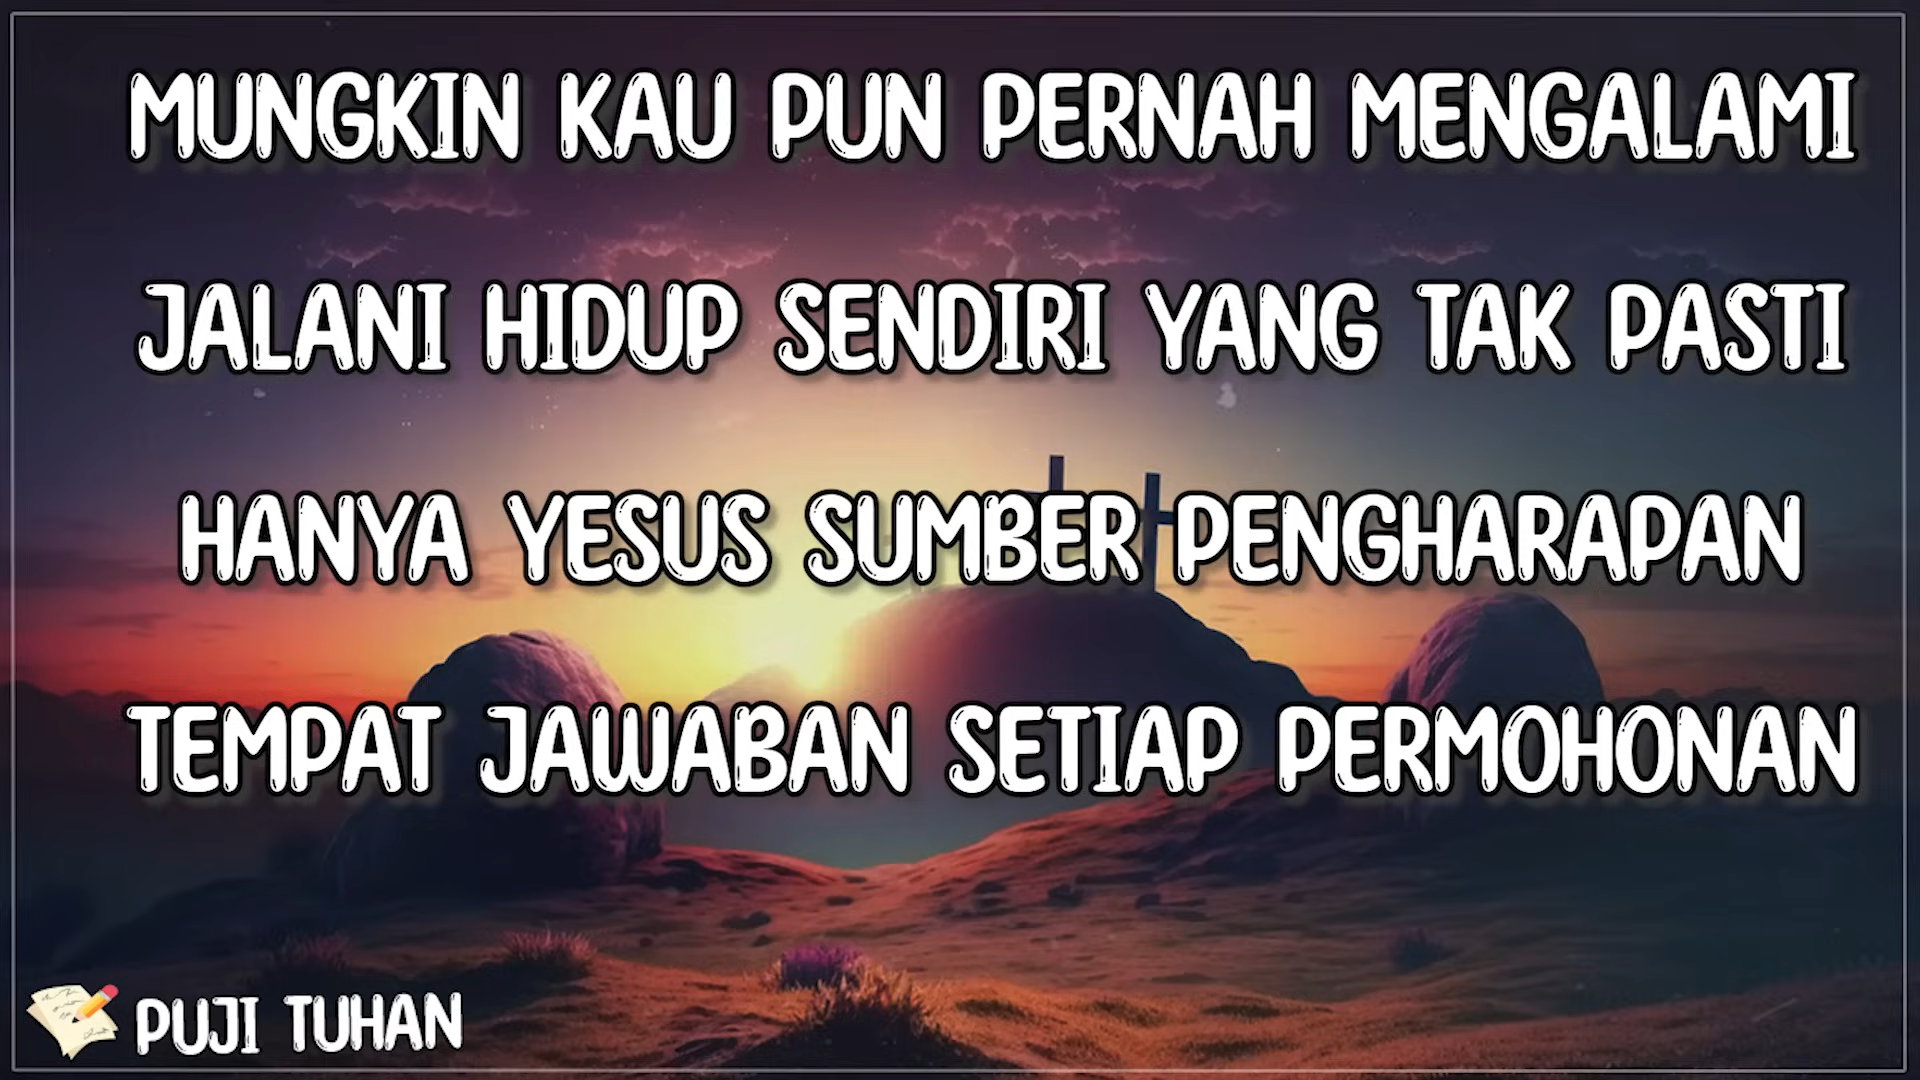 MUNGKIN KAU PUN PERNAH MENGALAMI
JALANI HIDUP SENDIRI YANG TAK PASTI
HANYA YESUS SUMBER PENGHARAPAN
TEMPAT JAWABAN SETIAP PERMOHONAN
PUJI TUHAN